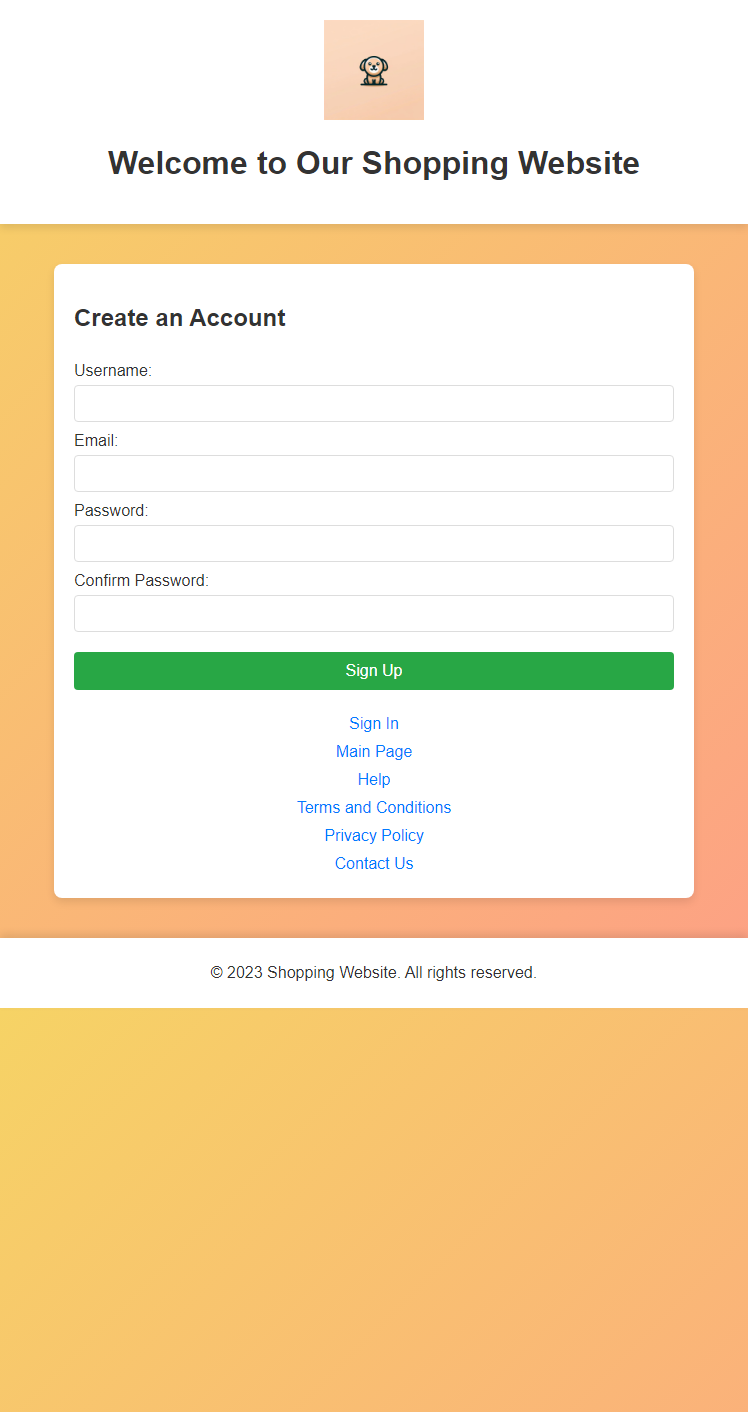 Welcome to Our Shopping Website
Create an Account
Username:
Email:
Password:
Confirm Password:
Sign Up
Sign In
Main Page
Help
Terms and Conditions
Privacy Policy
Contact Us
© 2023 Shopping Website. All rights reserved.